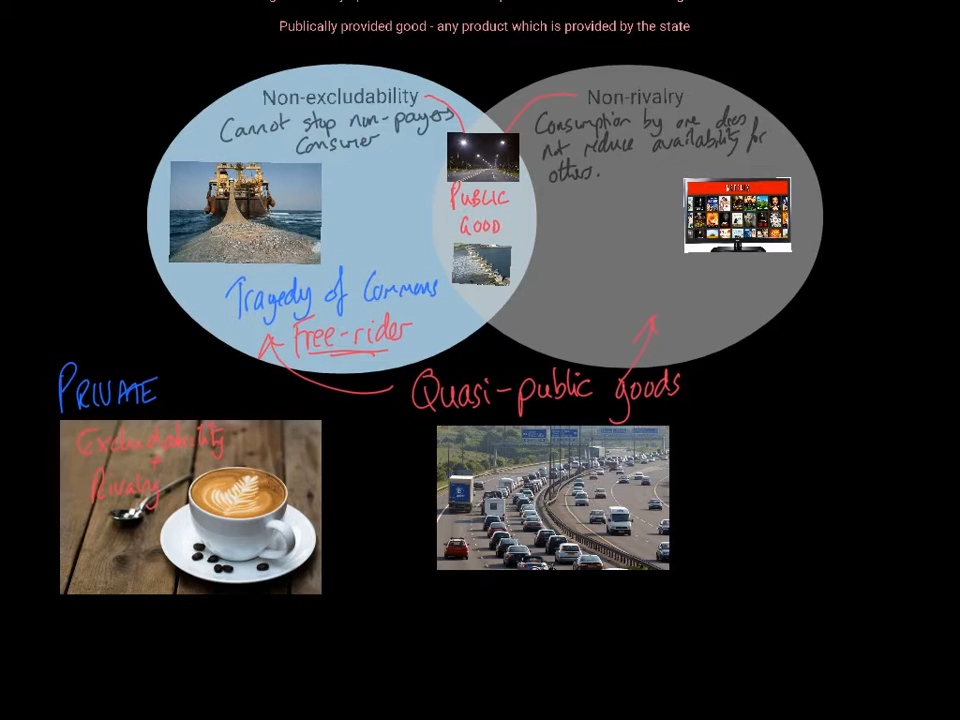 Publically provided good - any product which is provided by the state
Non-excludability
Cannot stop non-payers
consumer
Non-rivalry
Consumption by one does
not reduce availability for
others.
PUBLIC
GOOD
Tragedy of Commons
Free-rider
PRIVATE
Quasi-public goods
Excludability
+
Rivalry